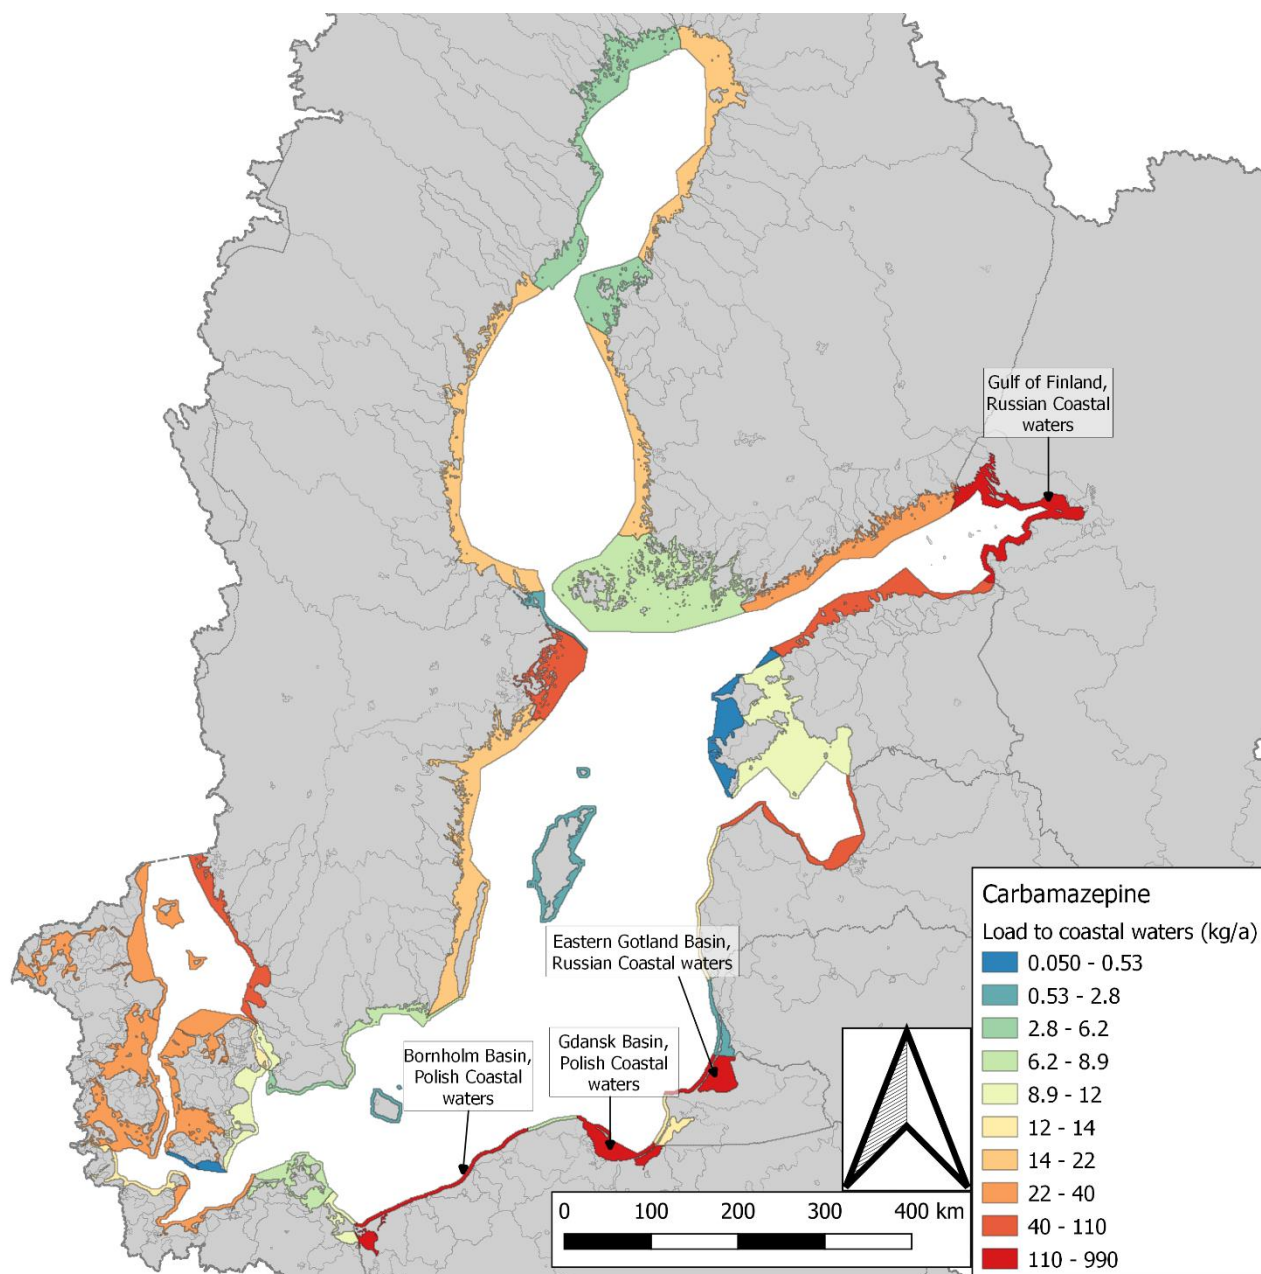 Gulf of Finland,
Russian Coastal
waters
Eastern Gotland Basin,
Russian Coastal waters
Gdansk Basin,
Polish Coastal
waters
Bornholm Basin,
Polish Coastal
waters
0 100 200 300 400 km
Carbamazepine
Load to coastal waters (kg/a)
0.050 - 0.53
0.53 - 2.8
2.8 - 6.2
6.2 - 8.9
8.9 - 12
12 - 14
14 - 22
22 - 40
40 - 110
110 - 990